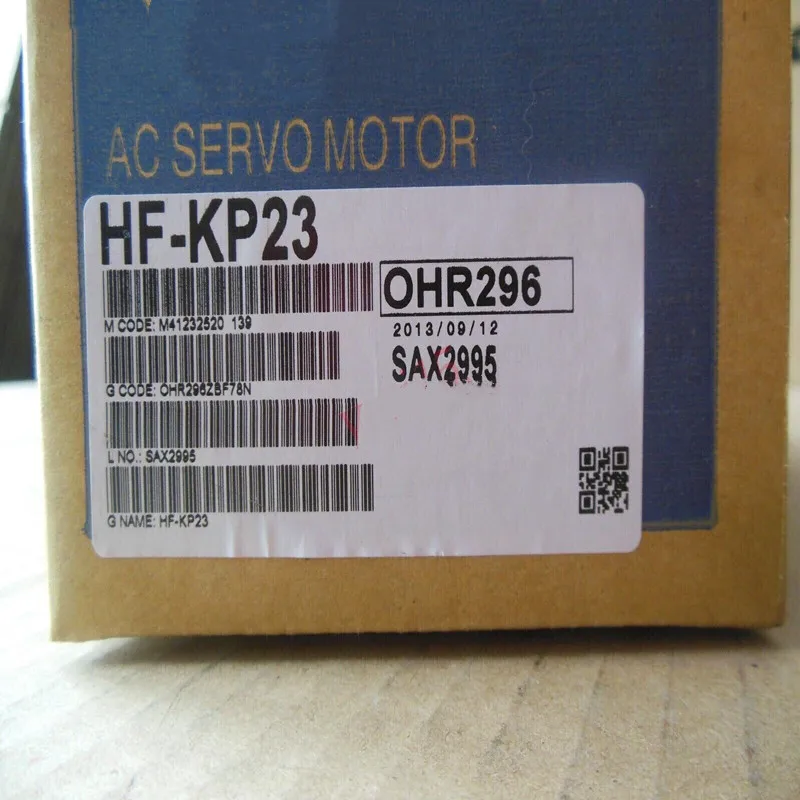 AC SERVO MOTOR
HF-KP23
OHR296
M CODE: M41232520 139
2013/09/12
SAX2995
G CODE: OHR296ZBF78N
L NO.: SAX2995
G NAME: HF-KP23